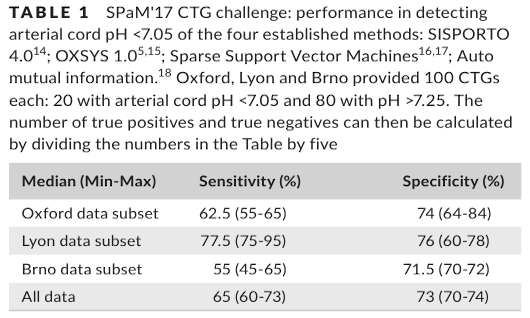 TABLE 1 SPaM'17 CTG challenge: performance in detecting
arterial cord pH <7.05 of the four established methods: SISPORTO
4.0¹⁴; OXSYS 1.0⁵,¹⁵; Sparse Support Vector Machines¹⁶,¹⁷; Auto
mutual information.¹⁸ Oxford, Lyon and Brno provided 100 CTGs
each: 20 with arterial cord pH <7.05 and 80 with pH >7.25. The
number of true positives and true negatives can then be calculated
by dividing the numbers in the Table by five
Median (Min-Max) Sensitivity (%) Specificity (%)
Oxford data subset 62.5 (55-65) 74 (64-84)
Lyon data subset 77.5 (75-95) 76 (60-78)
Brno data subset 55 (45-65) 71.5 (70-72)
All data 65 (60-73) 73 (70-74)